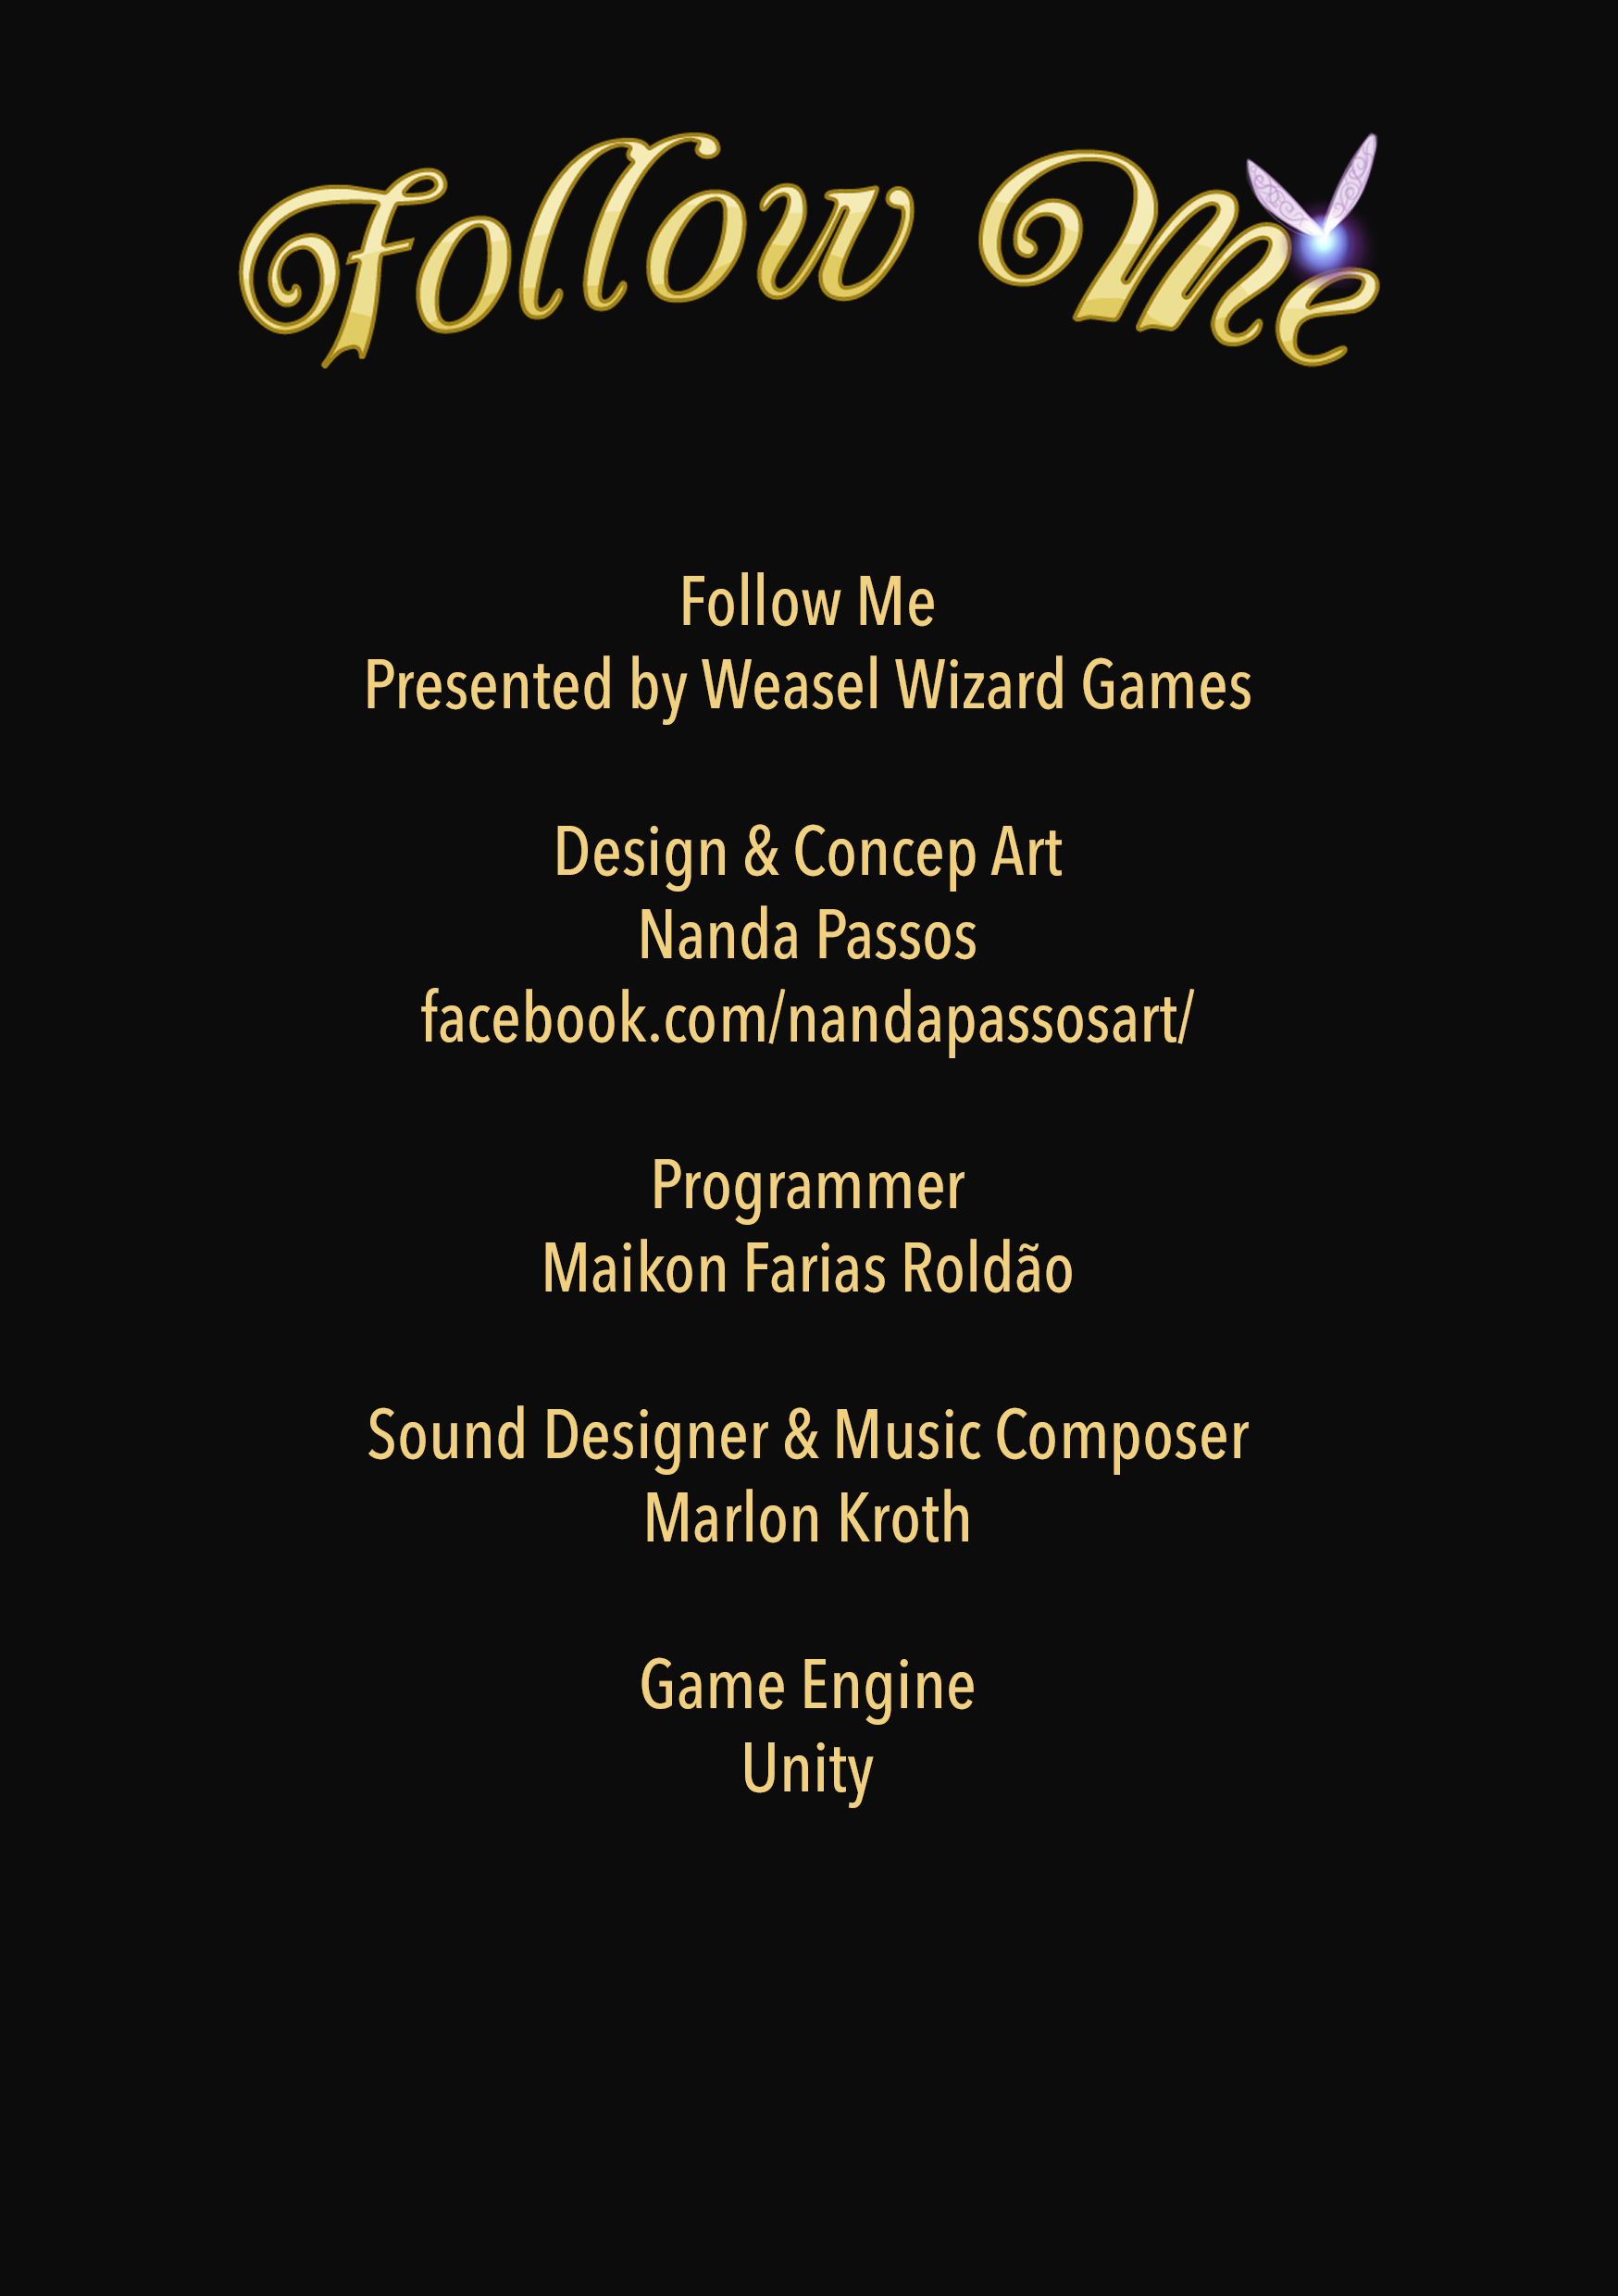 Follow Me
Follow Me
Presented by Weasel Wizard Games
Design & Concep Art
Nanda Passos
facebook.com/nandapassosart/
Programmer
Maikon Farias Roldão
Sound Designer & Music Composer
Marlon Kroth
Game Engine
Unity